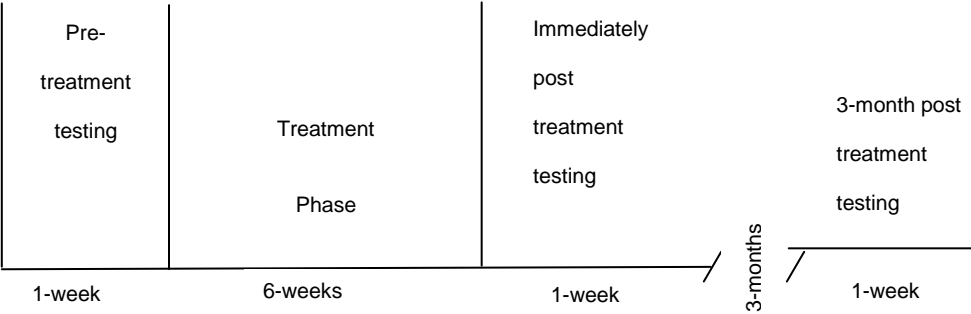 Pre-
treatment
testing
Treatment
Phase
Immediately
post
treatment
testing
3-month post
treatment
testing
1-week
6-weeks
1-week
3-months
1-week